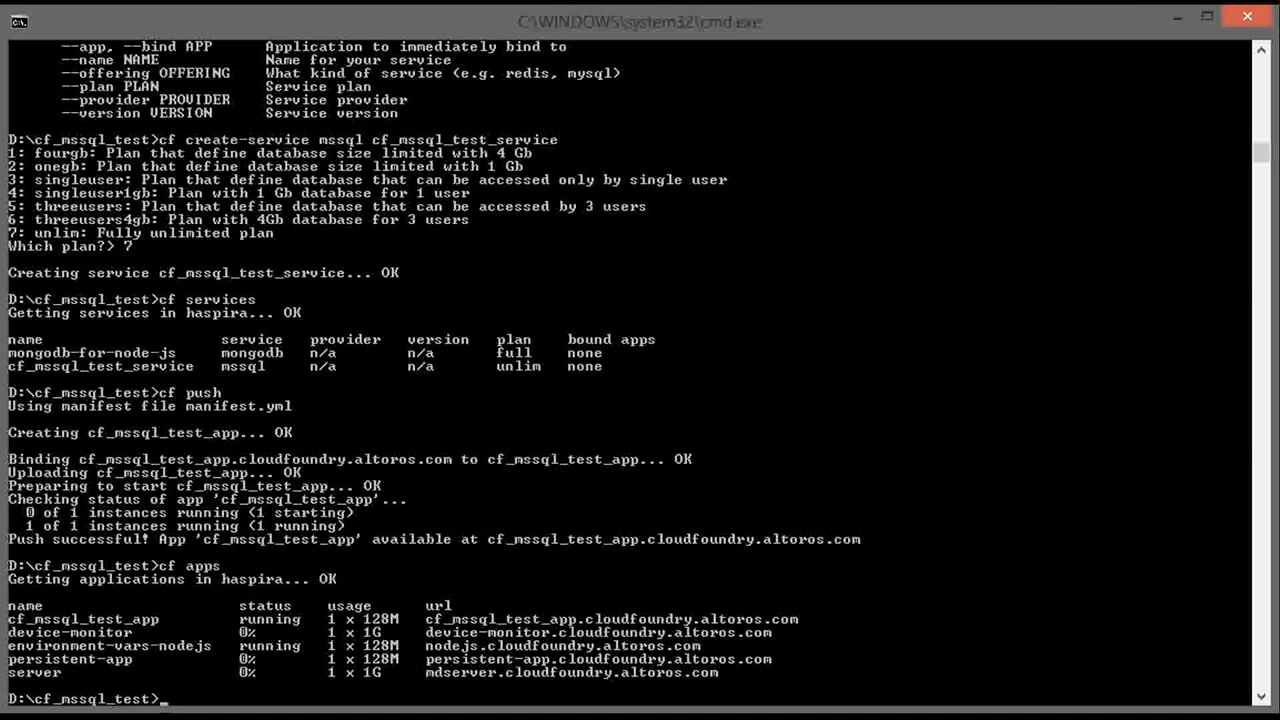 C:\WINDOWS\system32\cmd.exe
--app, --bind APP Application to immediately bind to
--name NAME Name for your service
--offering OFFERING What kind of service (e.g. redis, mysql)
--plan PLAN Service plan
--provider PROVIDER Service provider
--version VERSION Service version
D:\cf_mssql_test>cf create-service mssql cf_mssql_test_service
1: fourgb: Plan that define database size limited with 4 Gb
2: onegb: Plan that define database size limited with 1 Gb
3: singleuser: Plan that define database that can be accessed only by single user
4: singleuser1gb: Plan with 1 Gb database for 1 user
5: threeusers: Plan that define database that can be accessed by 3 users
6: threeusers4gb: Plan with 4Gb database for 3 users
7: unlim: Fully unlimited plan
Which plan?> 7
Creating service cf_mssql_test_service... OK
D:\cf_mssql_test>cf services
Getting services in haspira... OK
name service provider version plan bound apps
mongodb-for-node-js mongodb n/a n/a full none
cf_mssql_test_service mssql n/a n/a unlim none
D:\cf_mssql_test>cf push
Using manifest file manifest.yml
Creating cf_mssql_test_app... OK
Binding cf_mssql_test_app.cloudfoundry.altoros.com to cf_mssql_test_app... OK
Uploading cf_mssql_test_app... OK
Preparing to start cf_mssql_test_app... OK
Checking status of app 'cf_mssql_test_app'...
0 of 1 instances running (1 starting)
1 of 1 instances running (1 running)
Push successful! App 'cf_mssql_test_app' available at cf_mssql_test_app.cloudfoundry.altoros.com
D:\cf_mssql_test>cf apps
Getting applications in haspira... OK
name status usage url
cf_mssql_test_app running 1 x 128M cf_mssql_test_app.cloudfoundry.altoros.com
device-monitor 0% 1 x 1G device-monitor.cloudfoundry.altoros.com
environment-vars-nodejs running 1 x 128M nodejs.cloudfoundry.altoros.com
persistent-app 0% 1 x 128M persistent-app.cloudfoundry.altoros.com
server 0% 1 x 1G mdserver.cloudfoundry.altoros.com
D:\cf_mssql_test>_